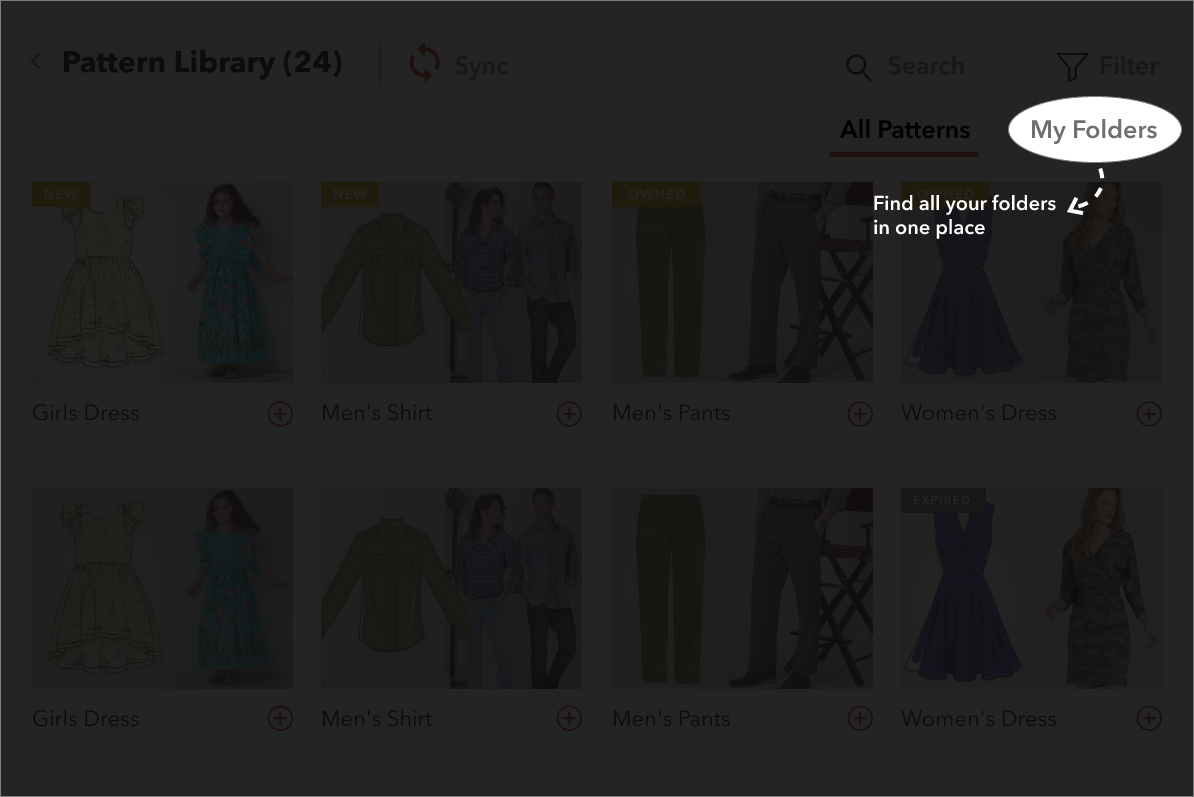 Pattern Library (24)
Sync
Search
Filter
All Patterns
My Folders
NEW
NEW
OWNED
OWNED
Find all your folders
in one place
Girls Dress
Men's Shirt
Men's Pants
Women's Dress
EXPIRED
Girls Dress
Men's Shirt
Men's Pants
Women's Dress